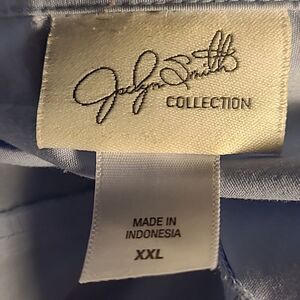 Jaclyn Smith
COLLECTION
MADE IN
INDONESIA
XXL